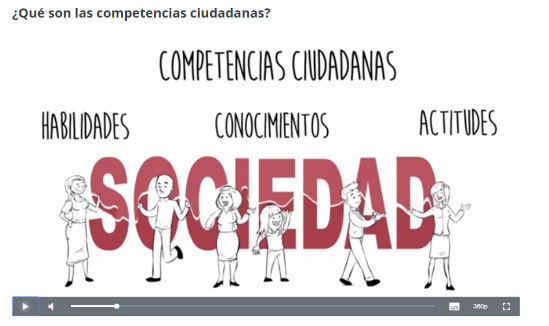 ¿Qué son las competencias ciudadanas?
COMPETENCIAS CIUDADANAS
HABILIDADES CONOCIMIENTOS ACTITUDES
SOCIEDAD
360p